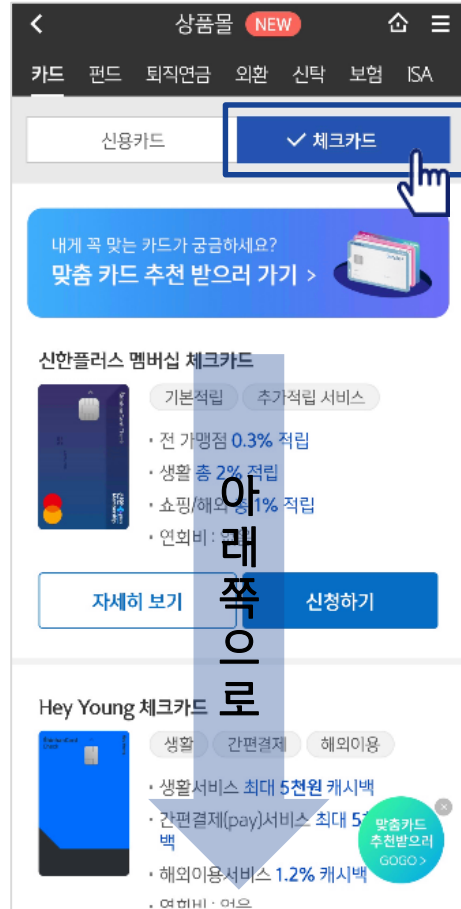 상품몰 NEW
카드 펀드 퇴직연금 외환 신탁 보험 ISA
신용카드 체크카드
내게 꼭 맞는 카드가 궁금하세요?
맞춤 카드 추천 받으러 가기 >
신한플러스 멤버십 체크카드
기본적립 추가적립 서비스
• 전 가맹점 0.3% 적립
• 생활 총 2% 적립
• 쇼핑/해외 총 1% 적립
• 연회비 : 없음
자세히 보기 신청하기
아래쪽으로
Hey Young 체크카드
생활 간편결제 해외이용
• 생활서비스 최대 5천원 캐시백
• 간편결제(pay)서비스 최대
백
• 해외이용서비스 1.2% 캐시백
• 연회비 : 없음
맞춤카드
추천받으러
GOGO >